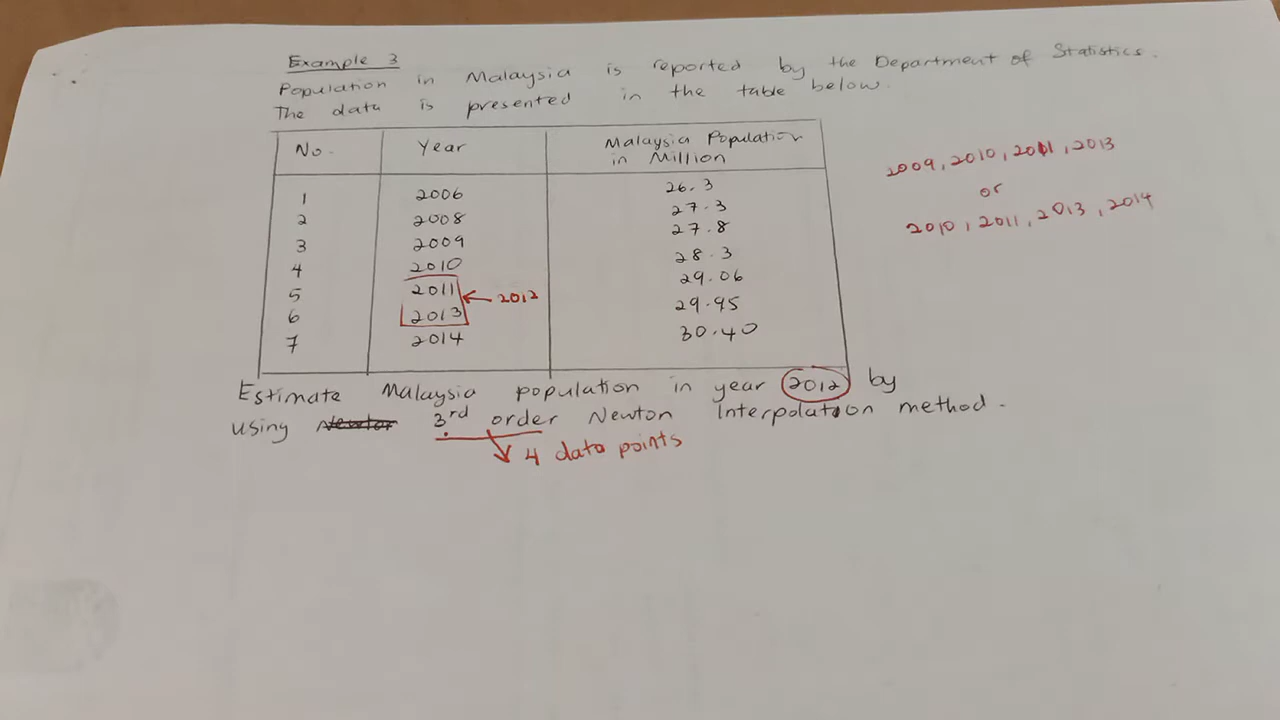 Example 3
Population in Malaysia is reported by the Department of Statistics.
The data is presented in the table below.
No. Year Malaysia Population in Million
1 2006 26.3
2 2008 27.3
3 2009 27.8
4 2010 28.3
5 2011 29.06
6 2013 29.95
7 2014 30.40
← 2012
2009, 2010, 2011, 2013
or
2010, 2011, 2013, 2014
Estimate Malaysia population in year 2012 by
using Newton 3rd order Newton Interpolation method.
4 data points